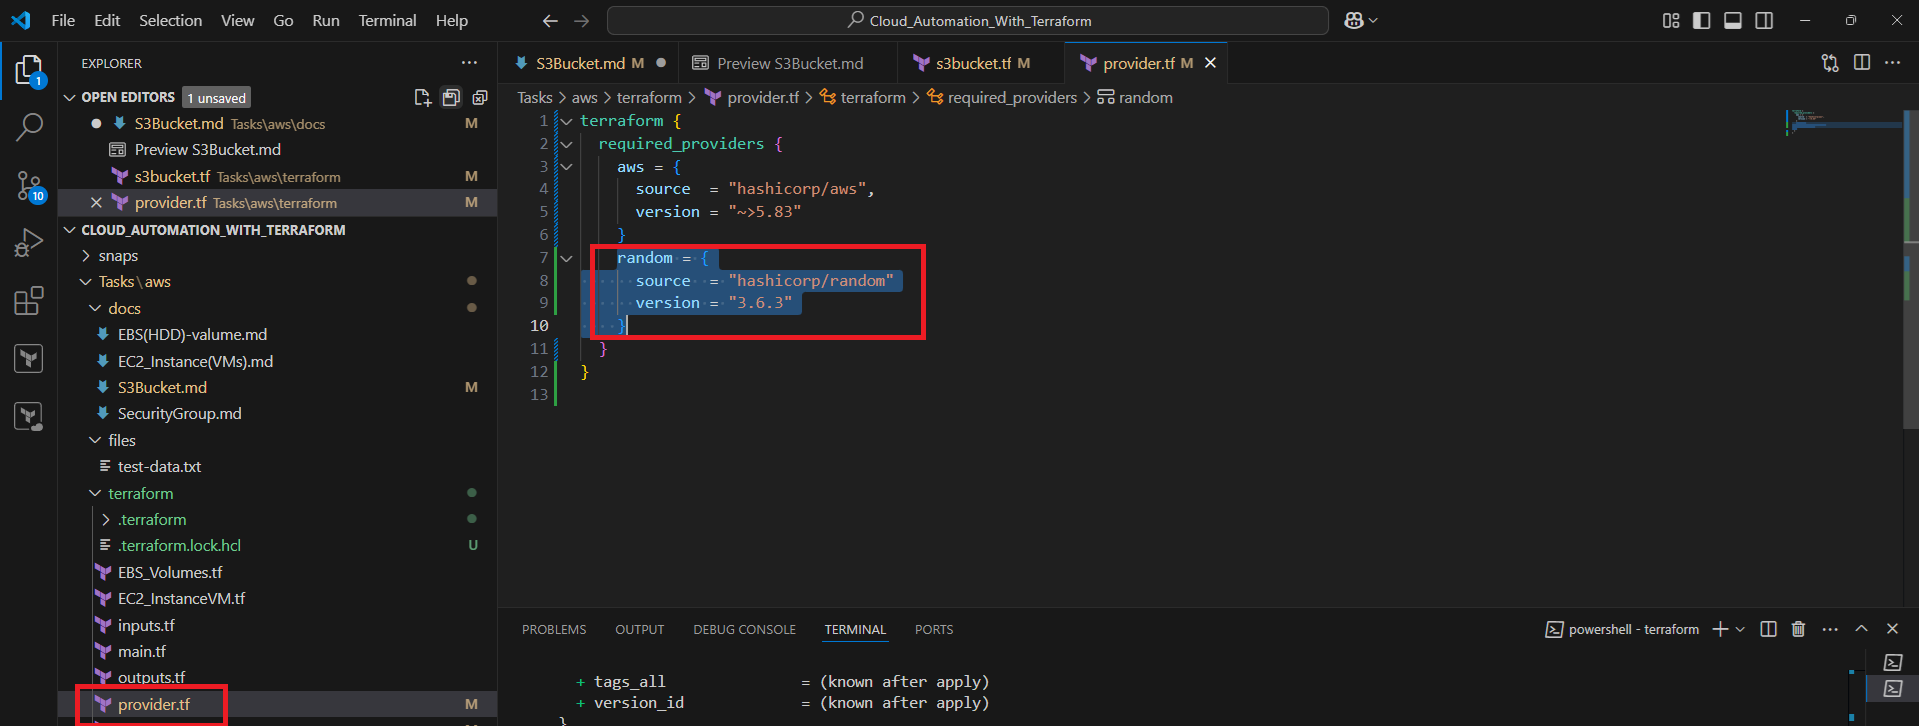 File Edit Selection View Go Run Terminal Help
Cloud_Automation_With_Terraform
EXPLORER
OPEN EDITORS 1 unsaved
S3Bucket.md Tasks\aws\docs M
Preview S3Bucket.md
s3bucket.tf Tasks\aws\terraform M
provider.tf Tasks\aws\terraform M
CLOUD_AUTOMATION_WITH_TERRAFORM
snaps
Tasks\aws
docs
EBS(HDD)-valume.md
EC2_Instance(VMs).md
S3Bucket.md M
SecurityGroup.md
files
test-data.txt
terraform
.terraform
.terraform.lock.hcl U
EBS_Volumes.tf
EC2_InstanceVM.tf
inputs.tf
main.tf
outputs.tf
provider.tf M
1
10
S3Bucket.md M Preview S3Bucket.md s3bucket.tf M provider.tf M
Tasks > aws > terraform > provider.tf > terraform > required_providers > random
1 terraform {
2 required_providers {
3 aws = {
4 source = "hashicorp/aws",
5 version = "~>5.83"
6 }
7 random = {
8 source = "hashicorp/random"
9 version = "3.6.3"
10 }
11 }
12 }
13
PROBLEMS OUTPUT DEBUG CONSOLE TERMINAL PORTS powershell - terraform
+ tags_all = (known after apply)
+ version_id = (known after apply)
}